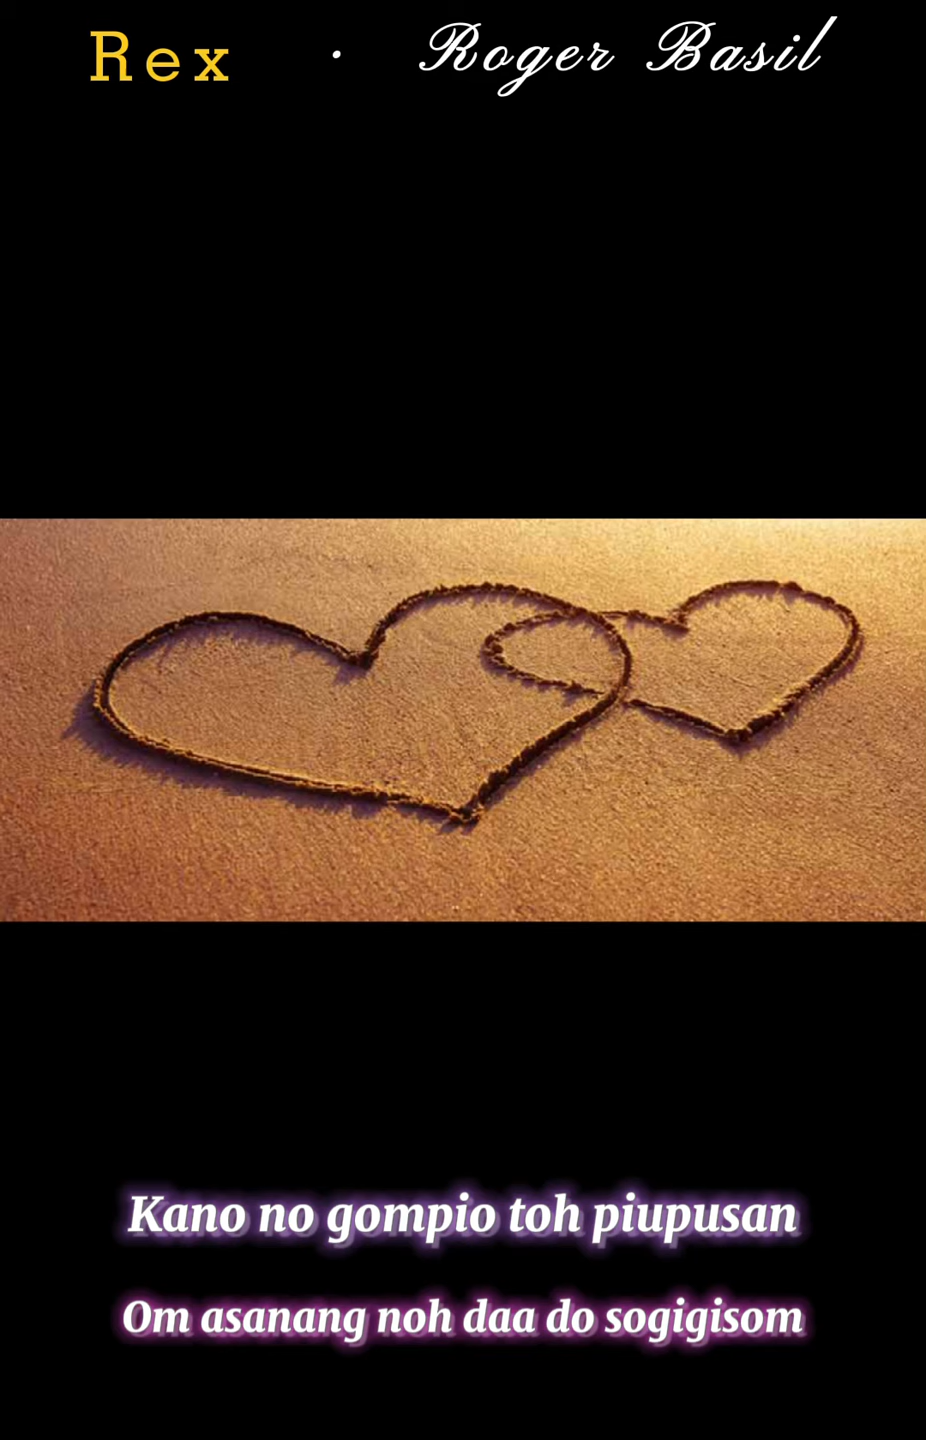 Rex · Roger Basil
Kano no gompio toh piupusan
Om asanang noh daa do sogigisom